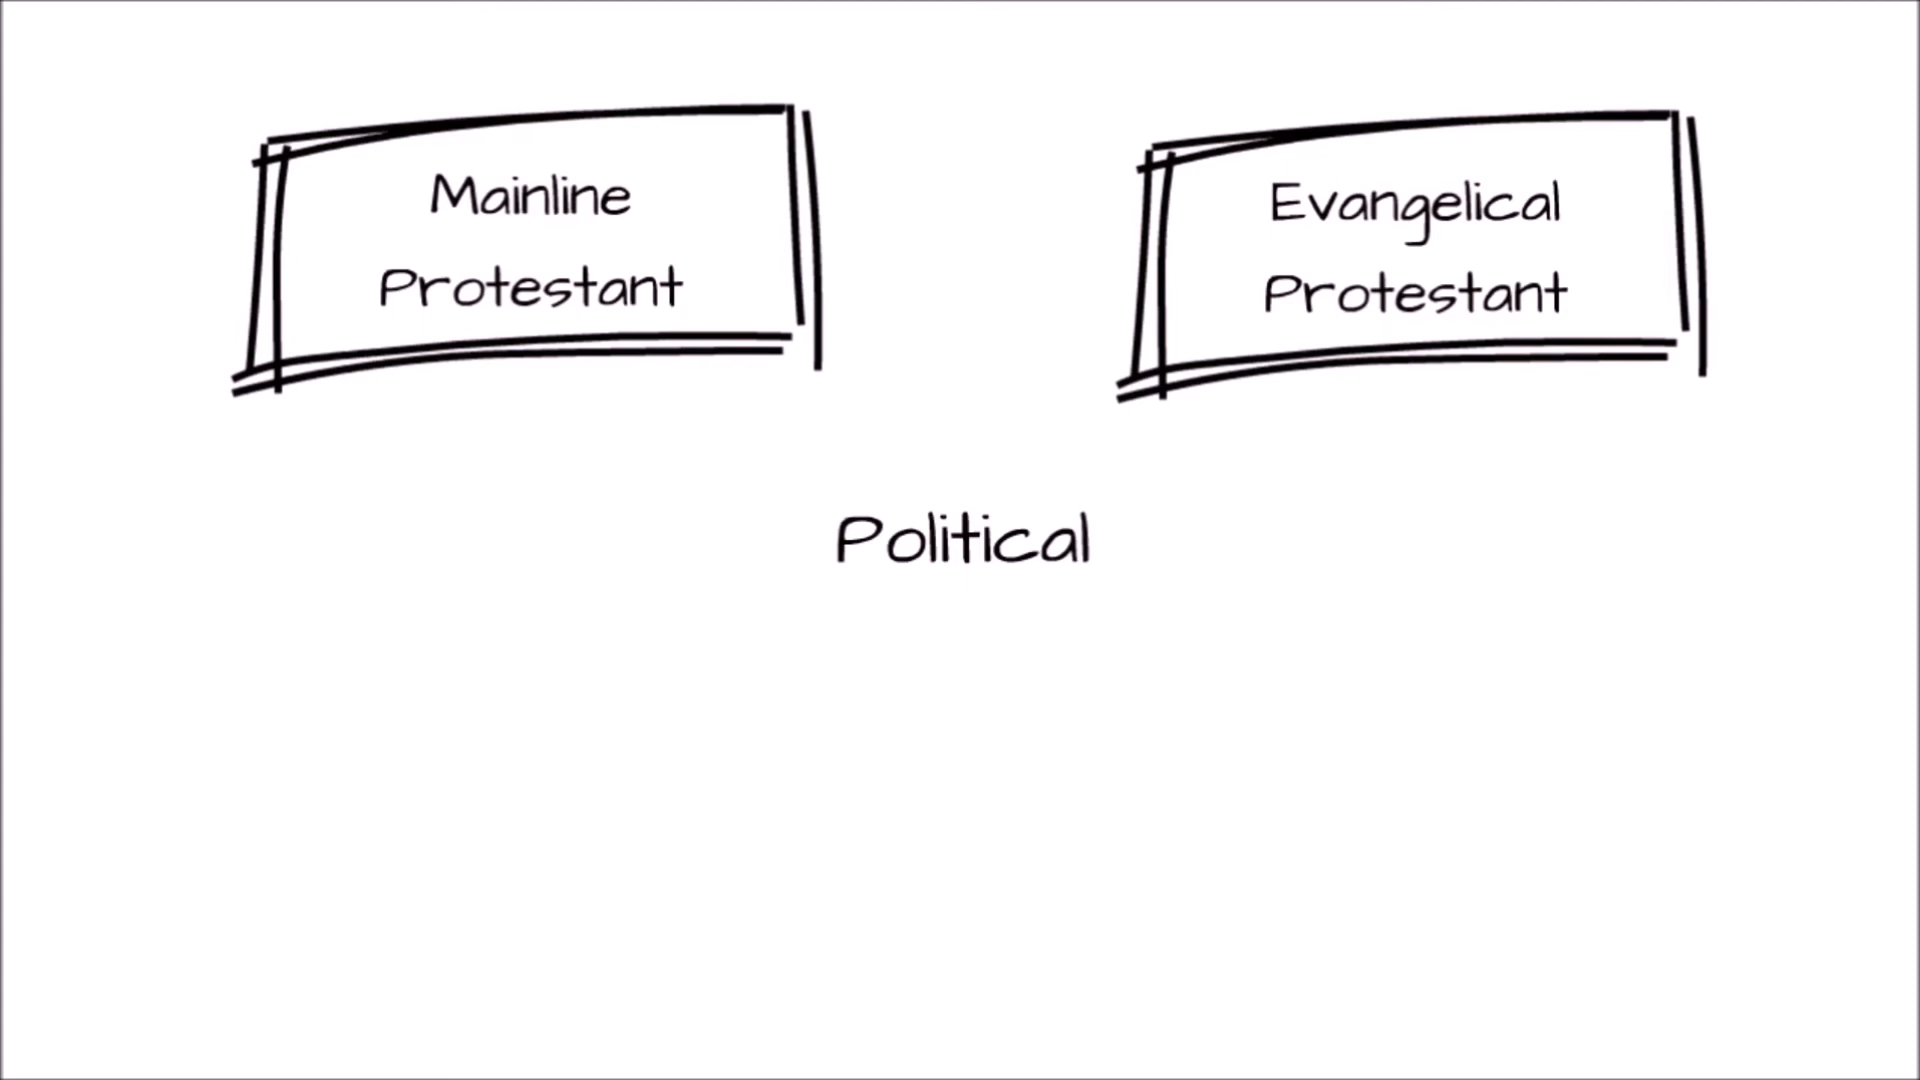 Mainline
Protestant
Evangelical
Protestant
Political